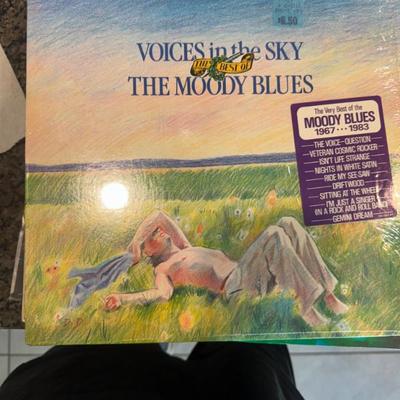 $6.50
VOICES in the SKY
THE BEST OF
THE MOODY BLUES
The Very Best of the
MOODY BLUES
1967...1983
THE VOICE—QUESTION
VETERAN COSMIC ROCKER
ISN'T LIFE STRANGE
NIGHTS IN WHITE SATIN
RIDE MY SEE SAW
DRIFTWOOD
SITTING AT THE WHEEL
I'M JUST A SINGER
(IN A ROCK AND ROLL BAND)
GEMINI DREAM